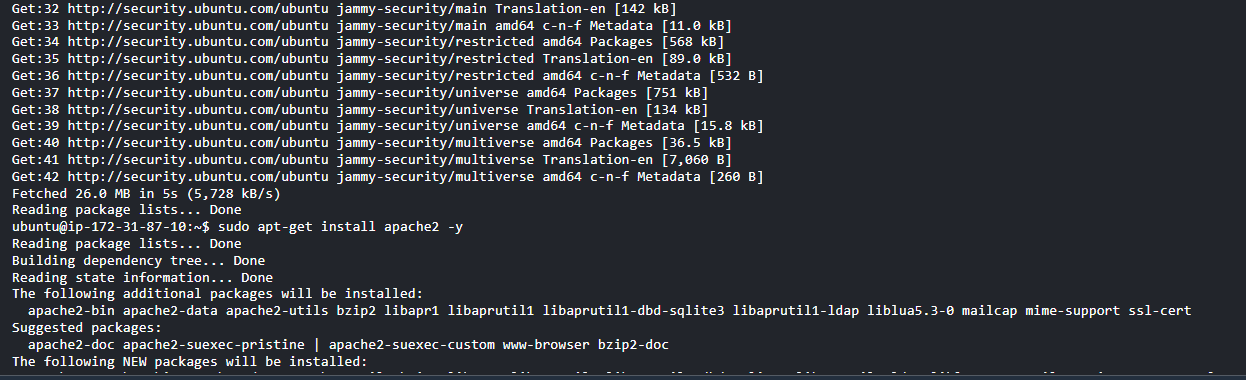 Get:32 http://security.ubuntu.com/ubuntu jammy-security/main Translation-en [142 kB]
Get:33 http://security.ubuntu.com/ubuntu jammy-security/main amd64 c-n-f Metadata [11.0 kB]
Get:34 http://security.ubuntu.com/ubuntu jammy-security/restricted amd64 Packages [568 kB]
Get:35 http://security.ubuntu.com/ubuntu jammy-security/restricted Translation-en [89.0 kB]
Get:36 http://security.ubuntu.com/ubuntu jammy-security/restricted amd64 c-n-f Metadata [532 B]
Get:37 http://security.ubuntu.com/ubuntu jammy-security/universe amd64 Packages [751 kB]
Get:38 http://security.ubuntu.com/ubuntu jammy-security/universe Translation-en [134 kB]
Get:39 http://security.ubuntu.com/ubuntu jammy-security/universe amd64 c-n-f Metadata [15.8 kB]
Get:40 http://security.ubuntu.com/ubuntu jammy-security/multiverse amd64 Packages [36.5 kB]
Get:41 http://security.ubuntu.com/ubuntu jammy-security/multiverse Translation-en [7,060 B]
Get:42 http://security.ubuntu.com/ubuntu jammy-security/multiverse amd64 c-n-f Metadata [260 B]
Fetched 26.0 MB in 5s (5,728 kB/s)
Reading package lists... Done
ubuntu@ip-172-31-87-10:~$ sudo apt-get install apache2 -y
Reading package lists... Done
Building dependency tree... Done
Reading state information... Done
The following additional packages will be installed:
  apache2-bin apache2-data apache2-utils bzip2 libapr1 libaprutil1 libaprutil1-dbd-sqlite3 libaprutil1-ldap liblua5.3-0 mailcap mime-support ssl-cert
Suggested packages:
  apache2-doc apache2-suexec-pristine | apache2-suexec-custom www-browser bzip2-doc
The following NEW packages will be installed: